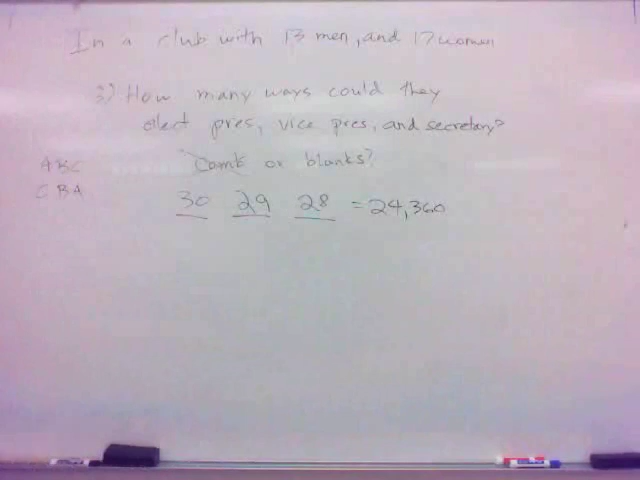 In a club with 13 men, and 17 women
3) How many ways could they
elect pres, vice pres, and secretary?
Comb or blanks?
ABC
CBA
30 29 28 = 24,360